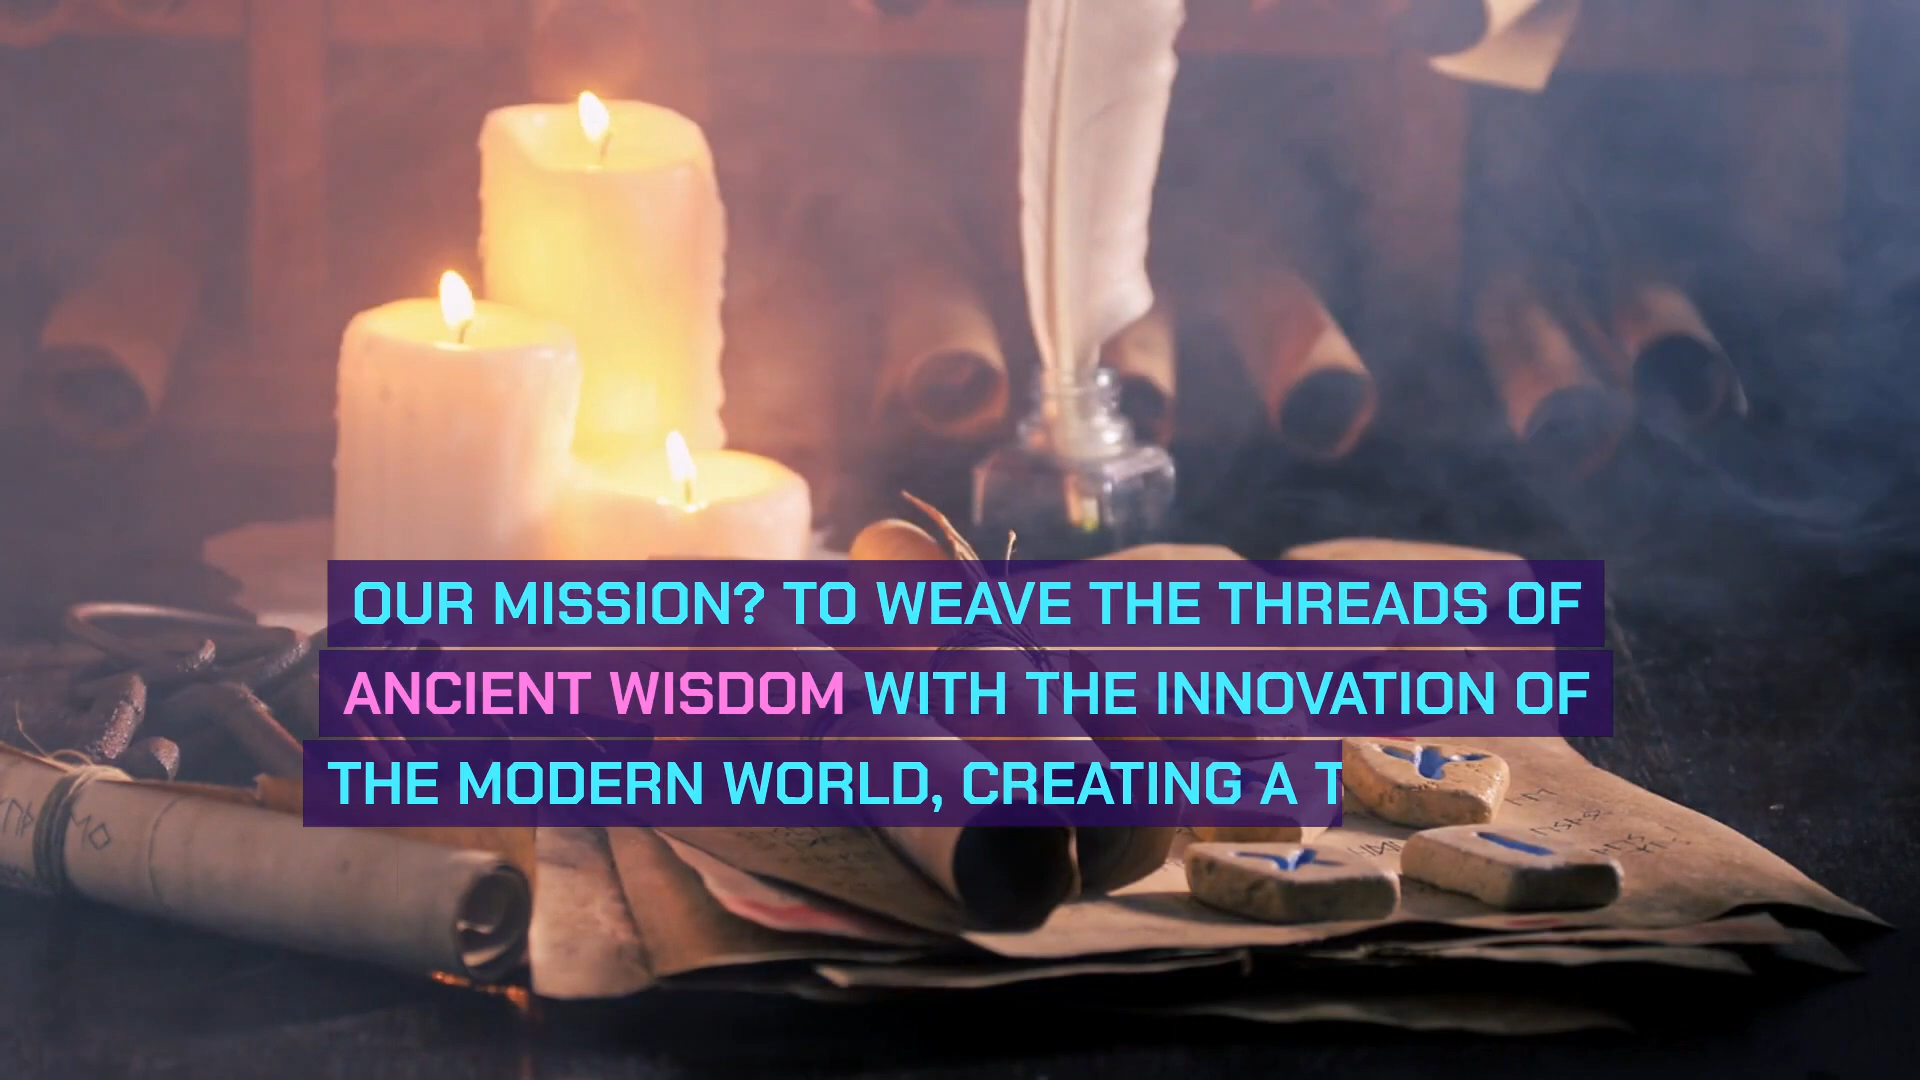 OUR MISSION? TO WEAVE THE THREADS OF
ANCIENT WISDOM WITH THE INNOVATION OF
THE MODERN WORLD, CREATING A T